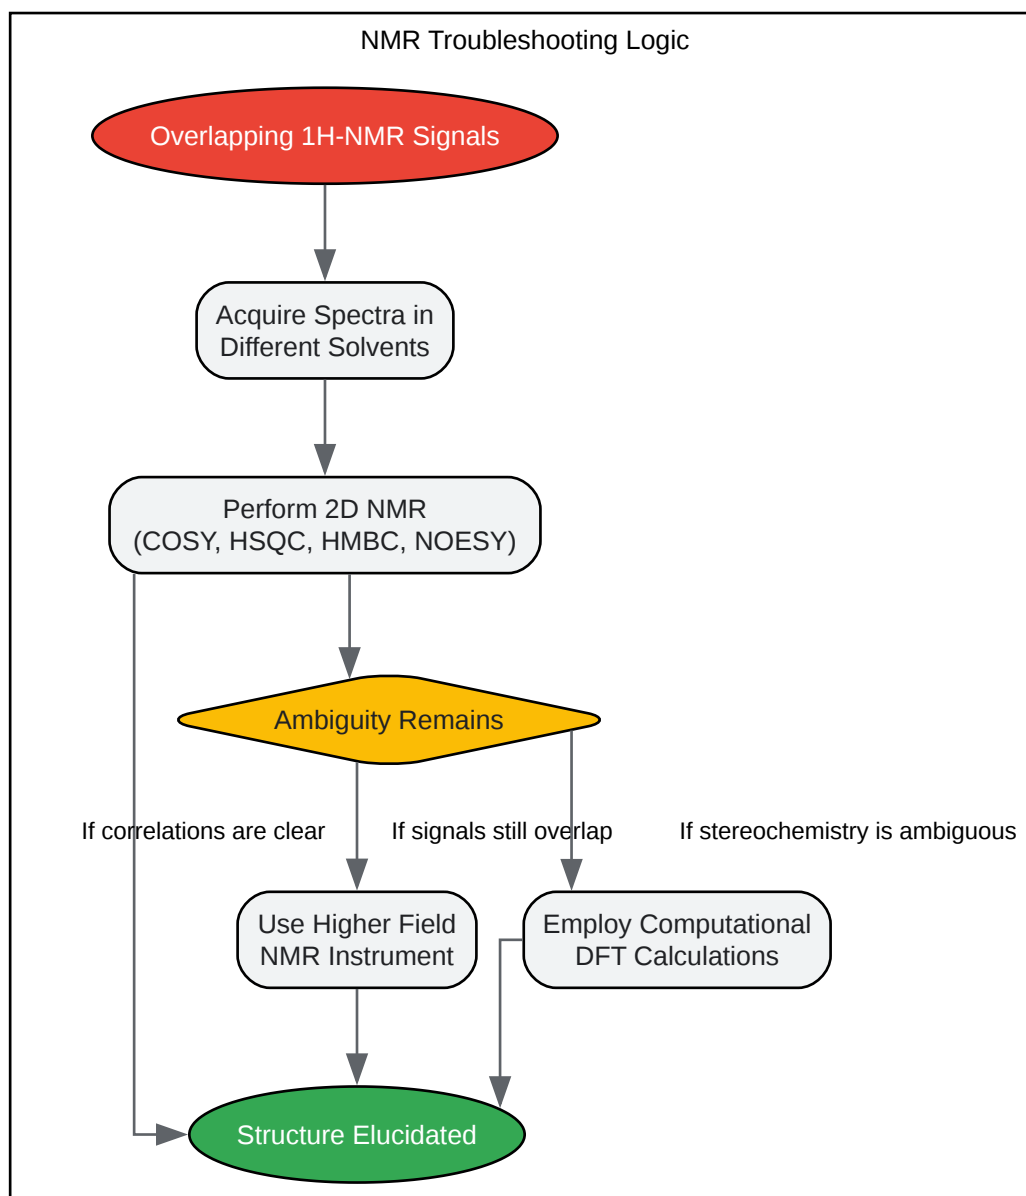 NMR Troubleshooting Logic
Overlapping 1H-NMR Signals
Acquire Spectra in
Different Solvents
Perform 2D NMR
(COSY, HSQC, HMBC, NOESY)
Ambiguity Remains
If correlations are clear
If signals still overlap
If stereochemistry is ambiguous
Use Higher Field
NMR Instrument
Employ Computational
DFT Calculations
Structure Elucidated